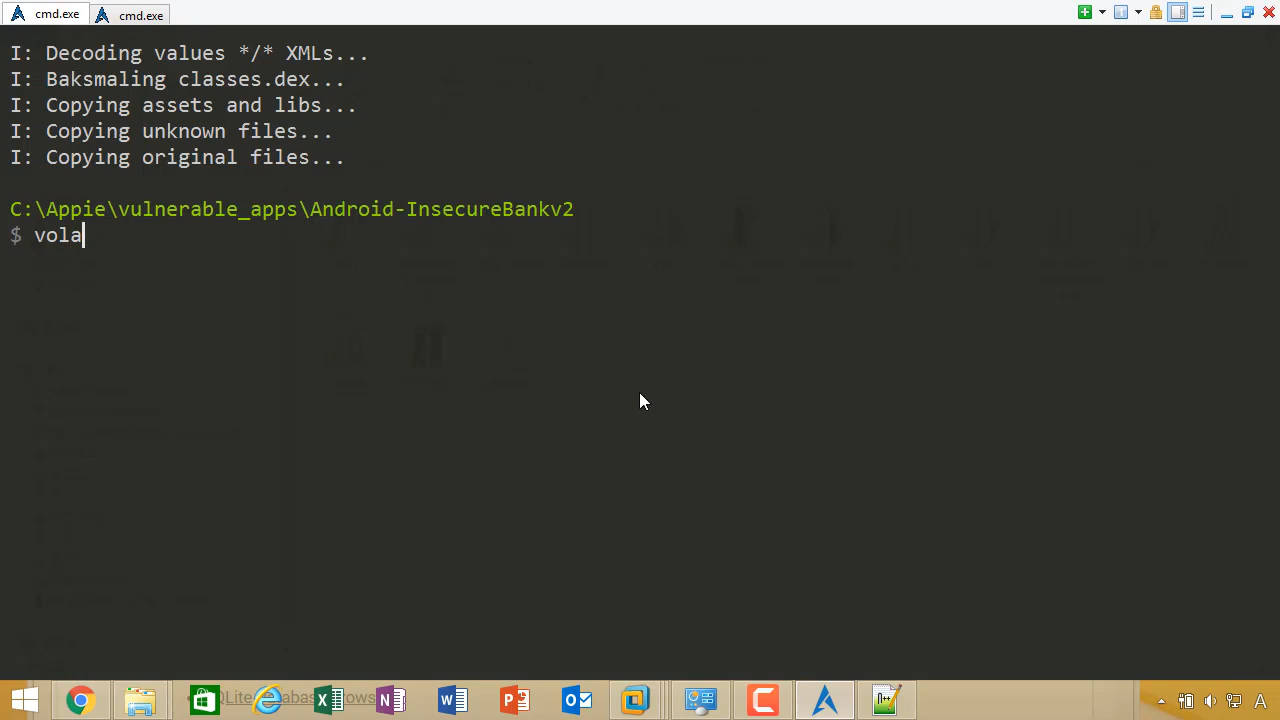 cmd.exe
cmd.exe
I: Decoding values */* XMLs...
I: Baksmaling classes.dex...
I: Copying assets and libs...
I: Copying unknown files...
I: Copying original files...
C:\Appie\vulnerable_apps\Android-InsecureBankv2
$ vola
A